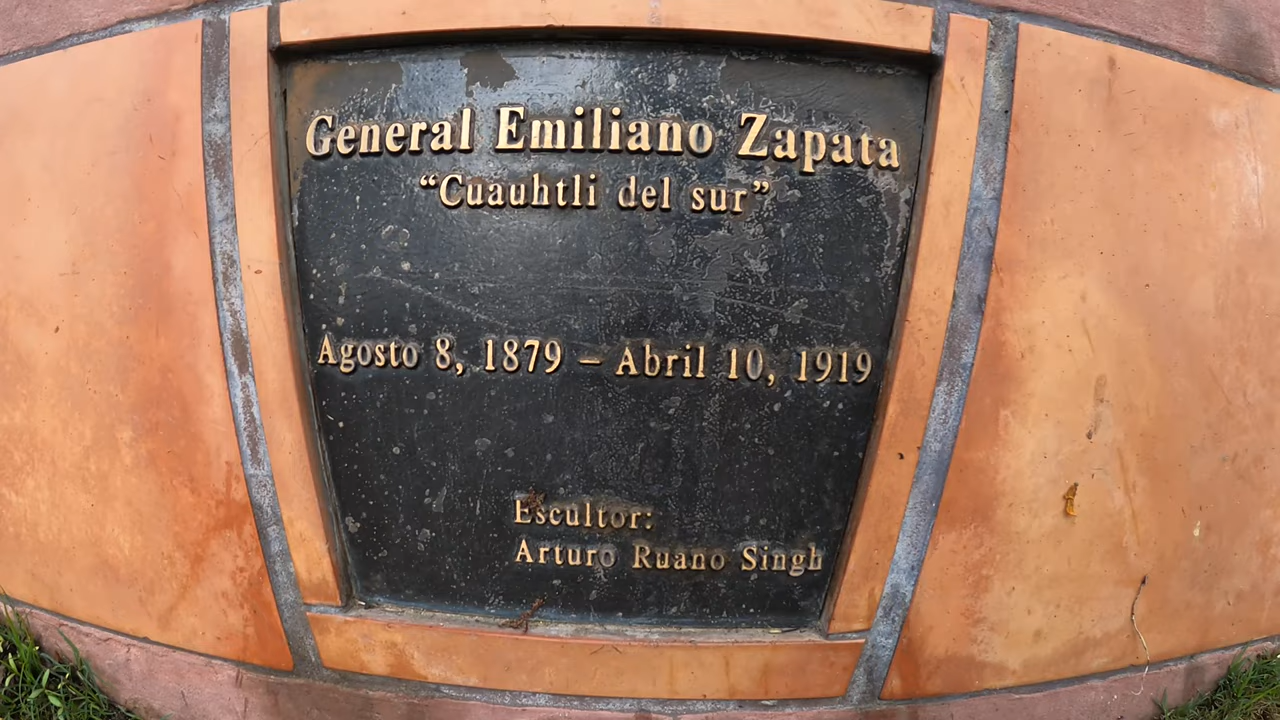 General Emiliano Zapata
“Cuauhtli del sur”
Agosto 8, 1879 – Abril 10, 1919
Escultor:
Arturo Ruano Singh